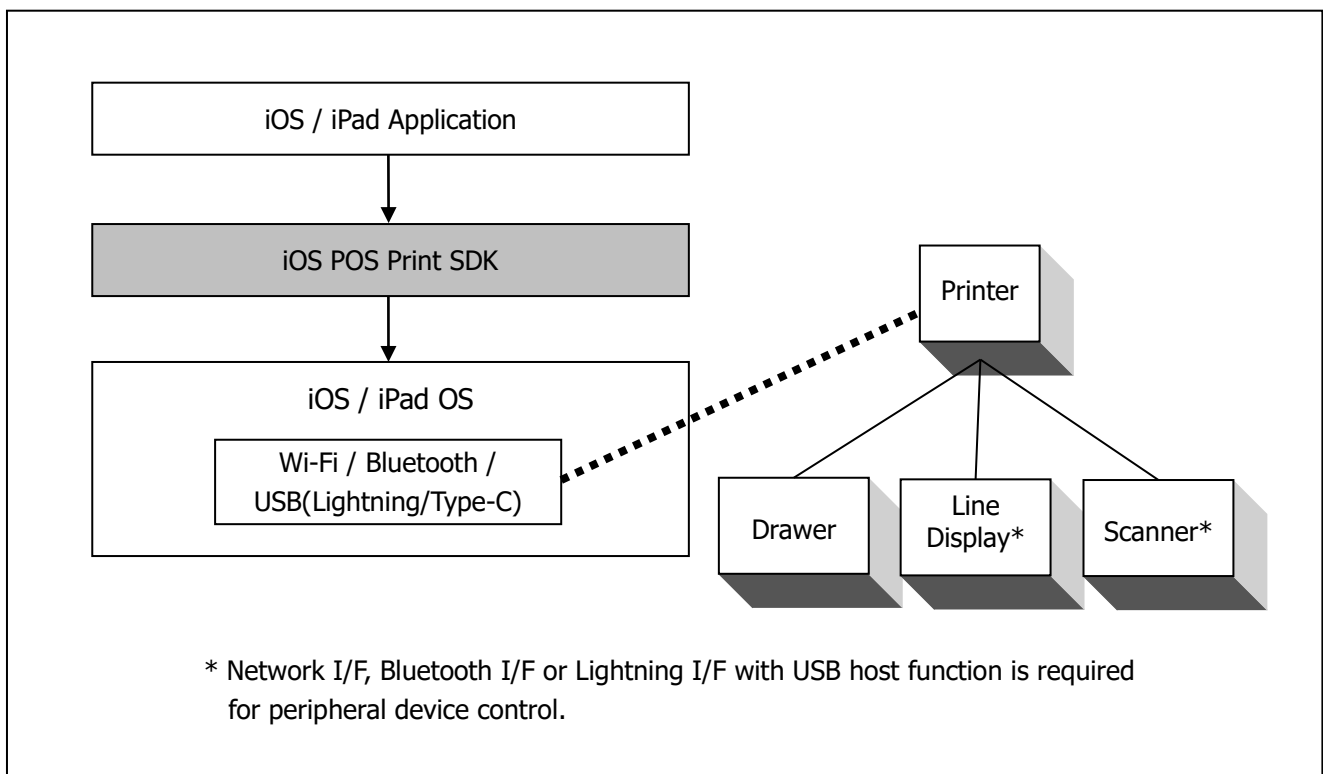 iOS / iPad Application
iOS POS Print SDK
iOS / iPad OS
Wi-Fi / Bluetooth /
USB(Lightning/Type-C)
Printer
Drawer
Line
Display*
Scanner*
* Network I/F, Bluetooth I/F or Lightning I/F with USB host function is required
for peripheral device control.